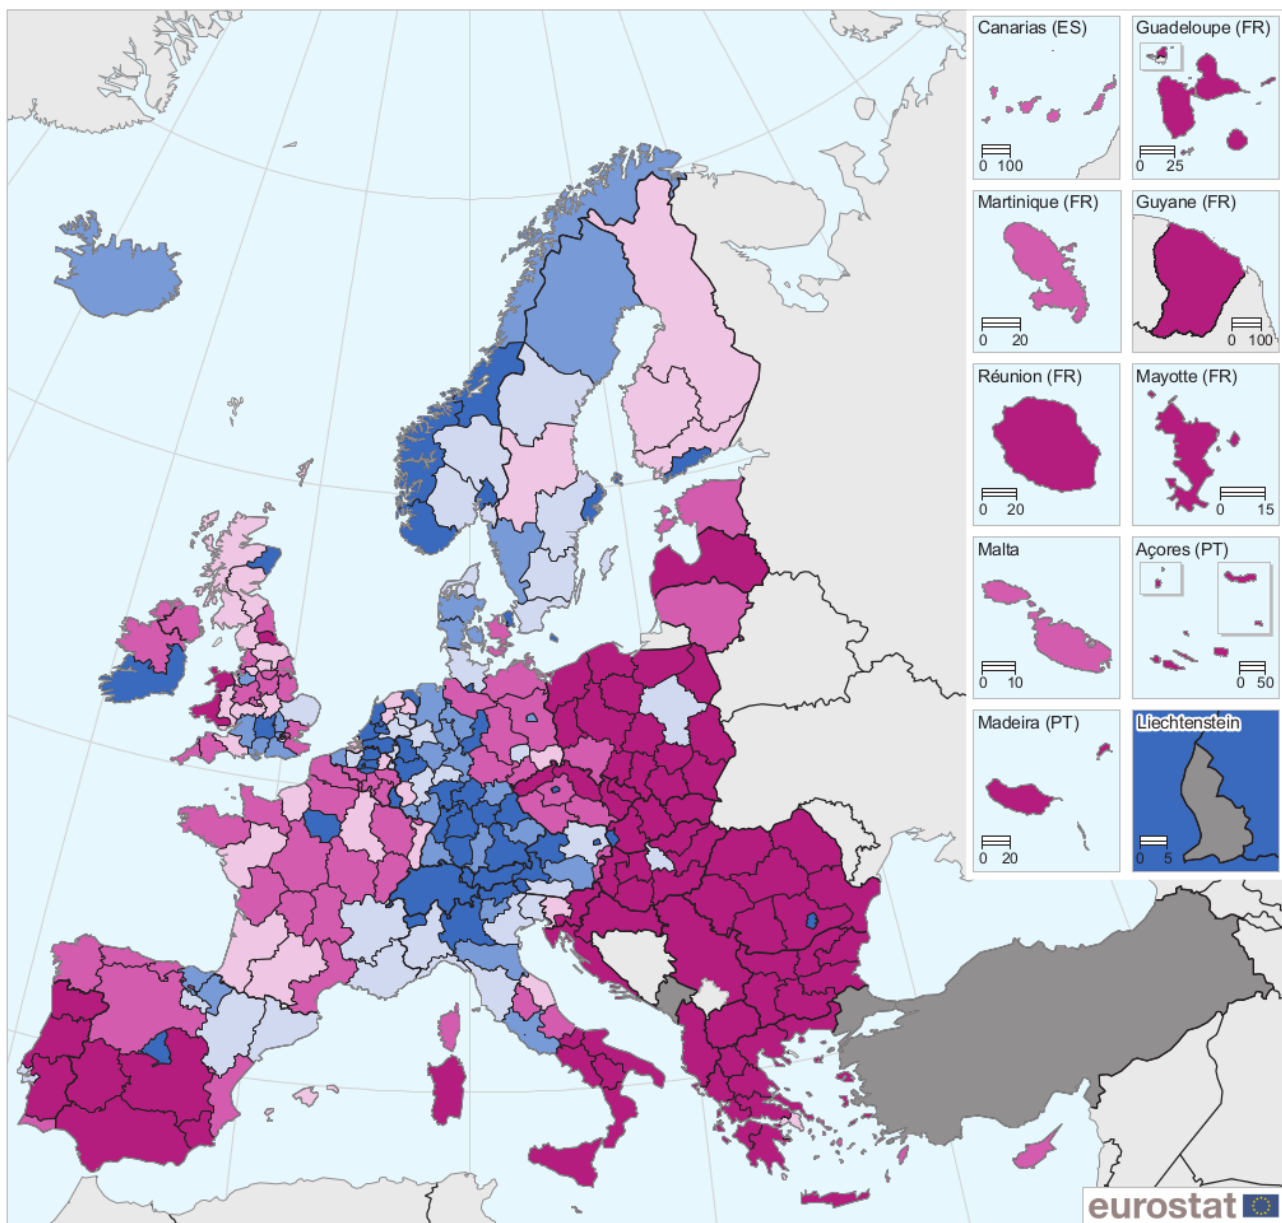 Canarias (ES)
0 100
Guadeloupe (FR)
0 25
Martinique (FR)
0 20
Guyane (FR)
0 100
Réunion (FR)
0 20
Mayotte (FR)
0 15
Malta
0 10
Açores (PT)
0 50
Madeira (PT)
0 20
Liechtenstein
0 5
eurostat